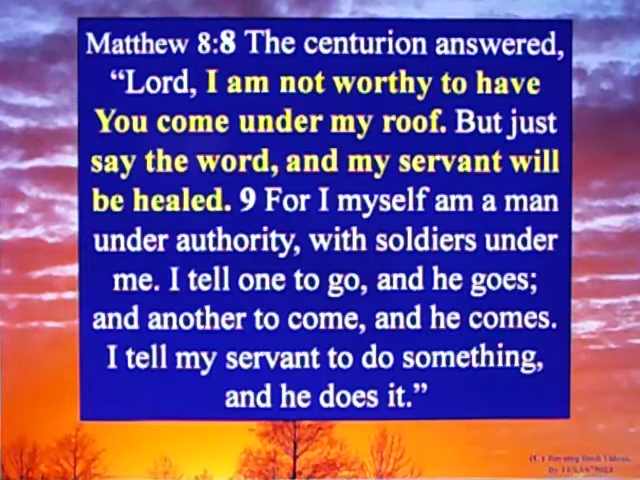 Matthew 8:8 The centurion answered,
“Lord, I am not worthy to have
You come under my roof. But just
say the word, and my servant will
be healed. 9 For I myself am a man
under authority, with soldiers under
me. I tell one to go, and he goes;
and another to come, and he comes.
I tell my servant to do something,
and he does it.”